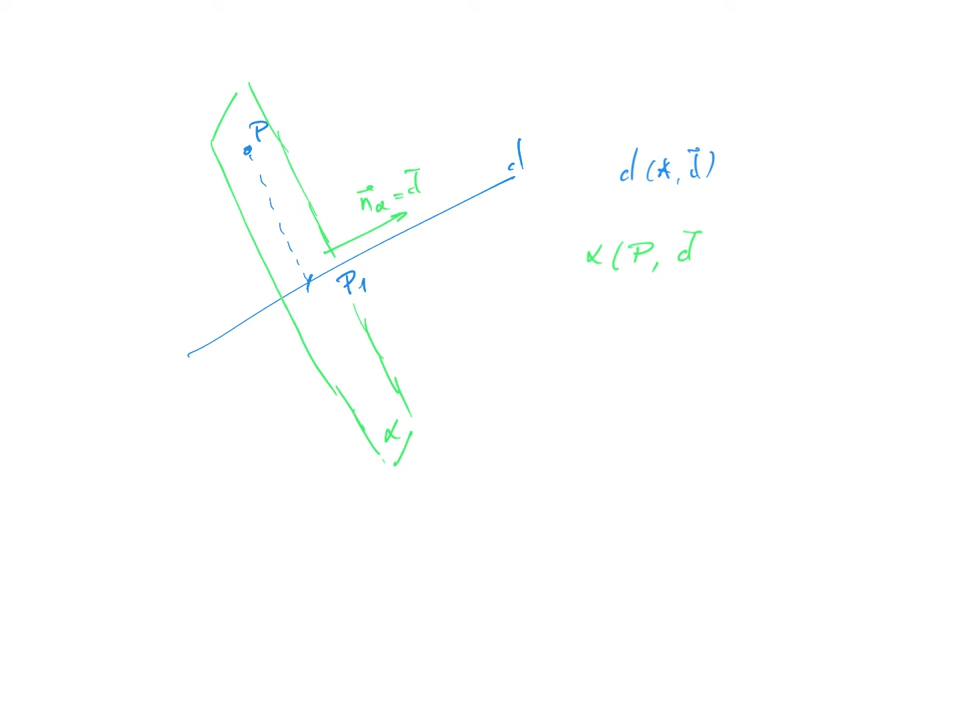 P
d
n⃗α = d⃗
P1
α
d (A, d⃗)
α (P, d⃗